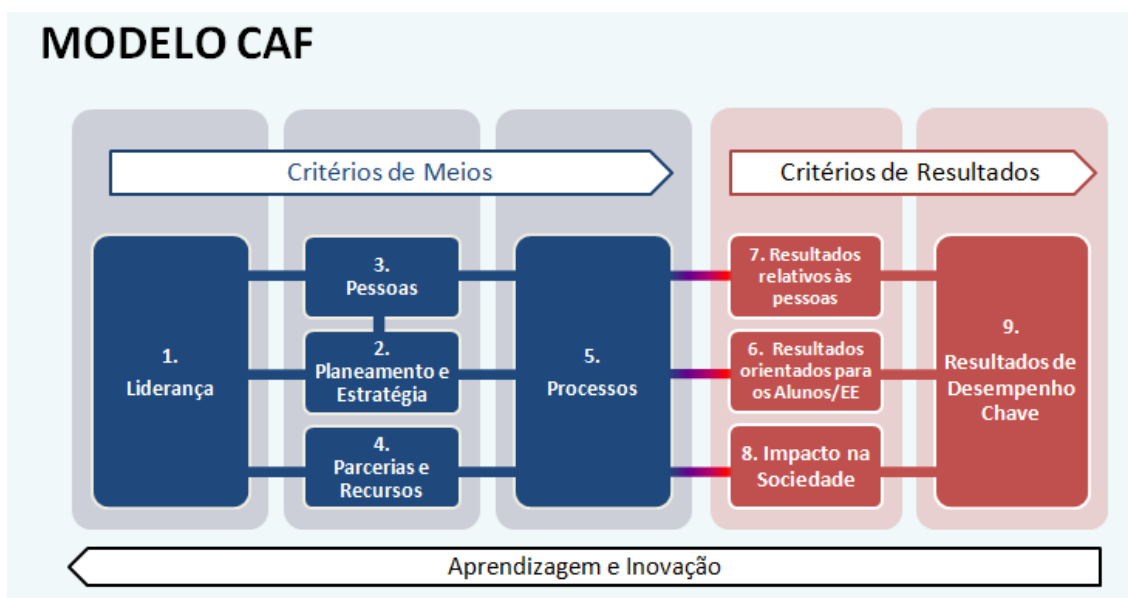 MODELO CAF
Critérios de Meios
Critérios de Resultados
1.
Liderança
3.
Pessoas
2.
Planeamento e
Estratégia
4.
Parcerias e
Recursos
5.
Processos
7. Resultados
relativos às
pessoas
6. Resultados
orientados para
os Alunos/EE
8. Impacto na
Sociedade
9.
Resultados de
Desempenho
Chave
Aprendizagem e Inovação